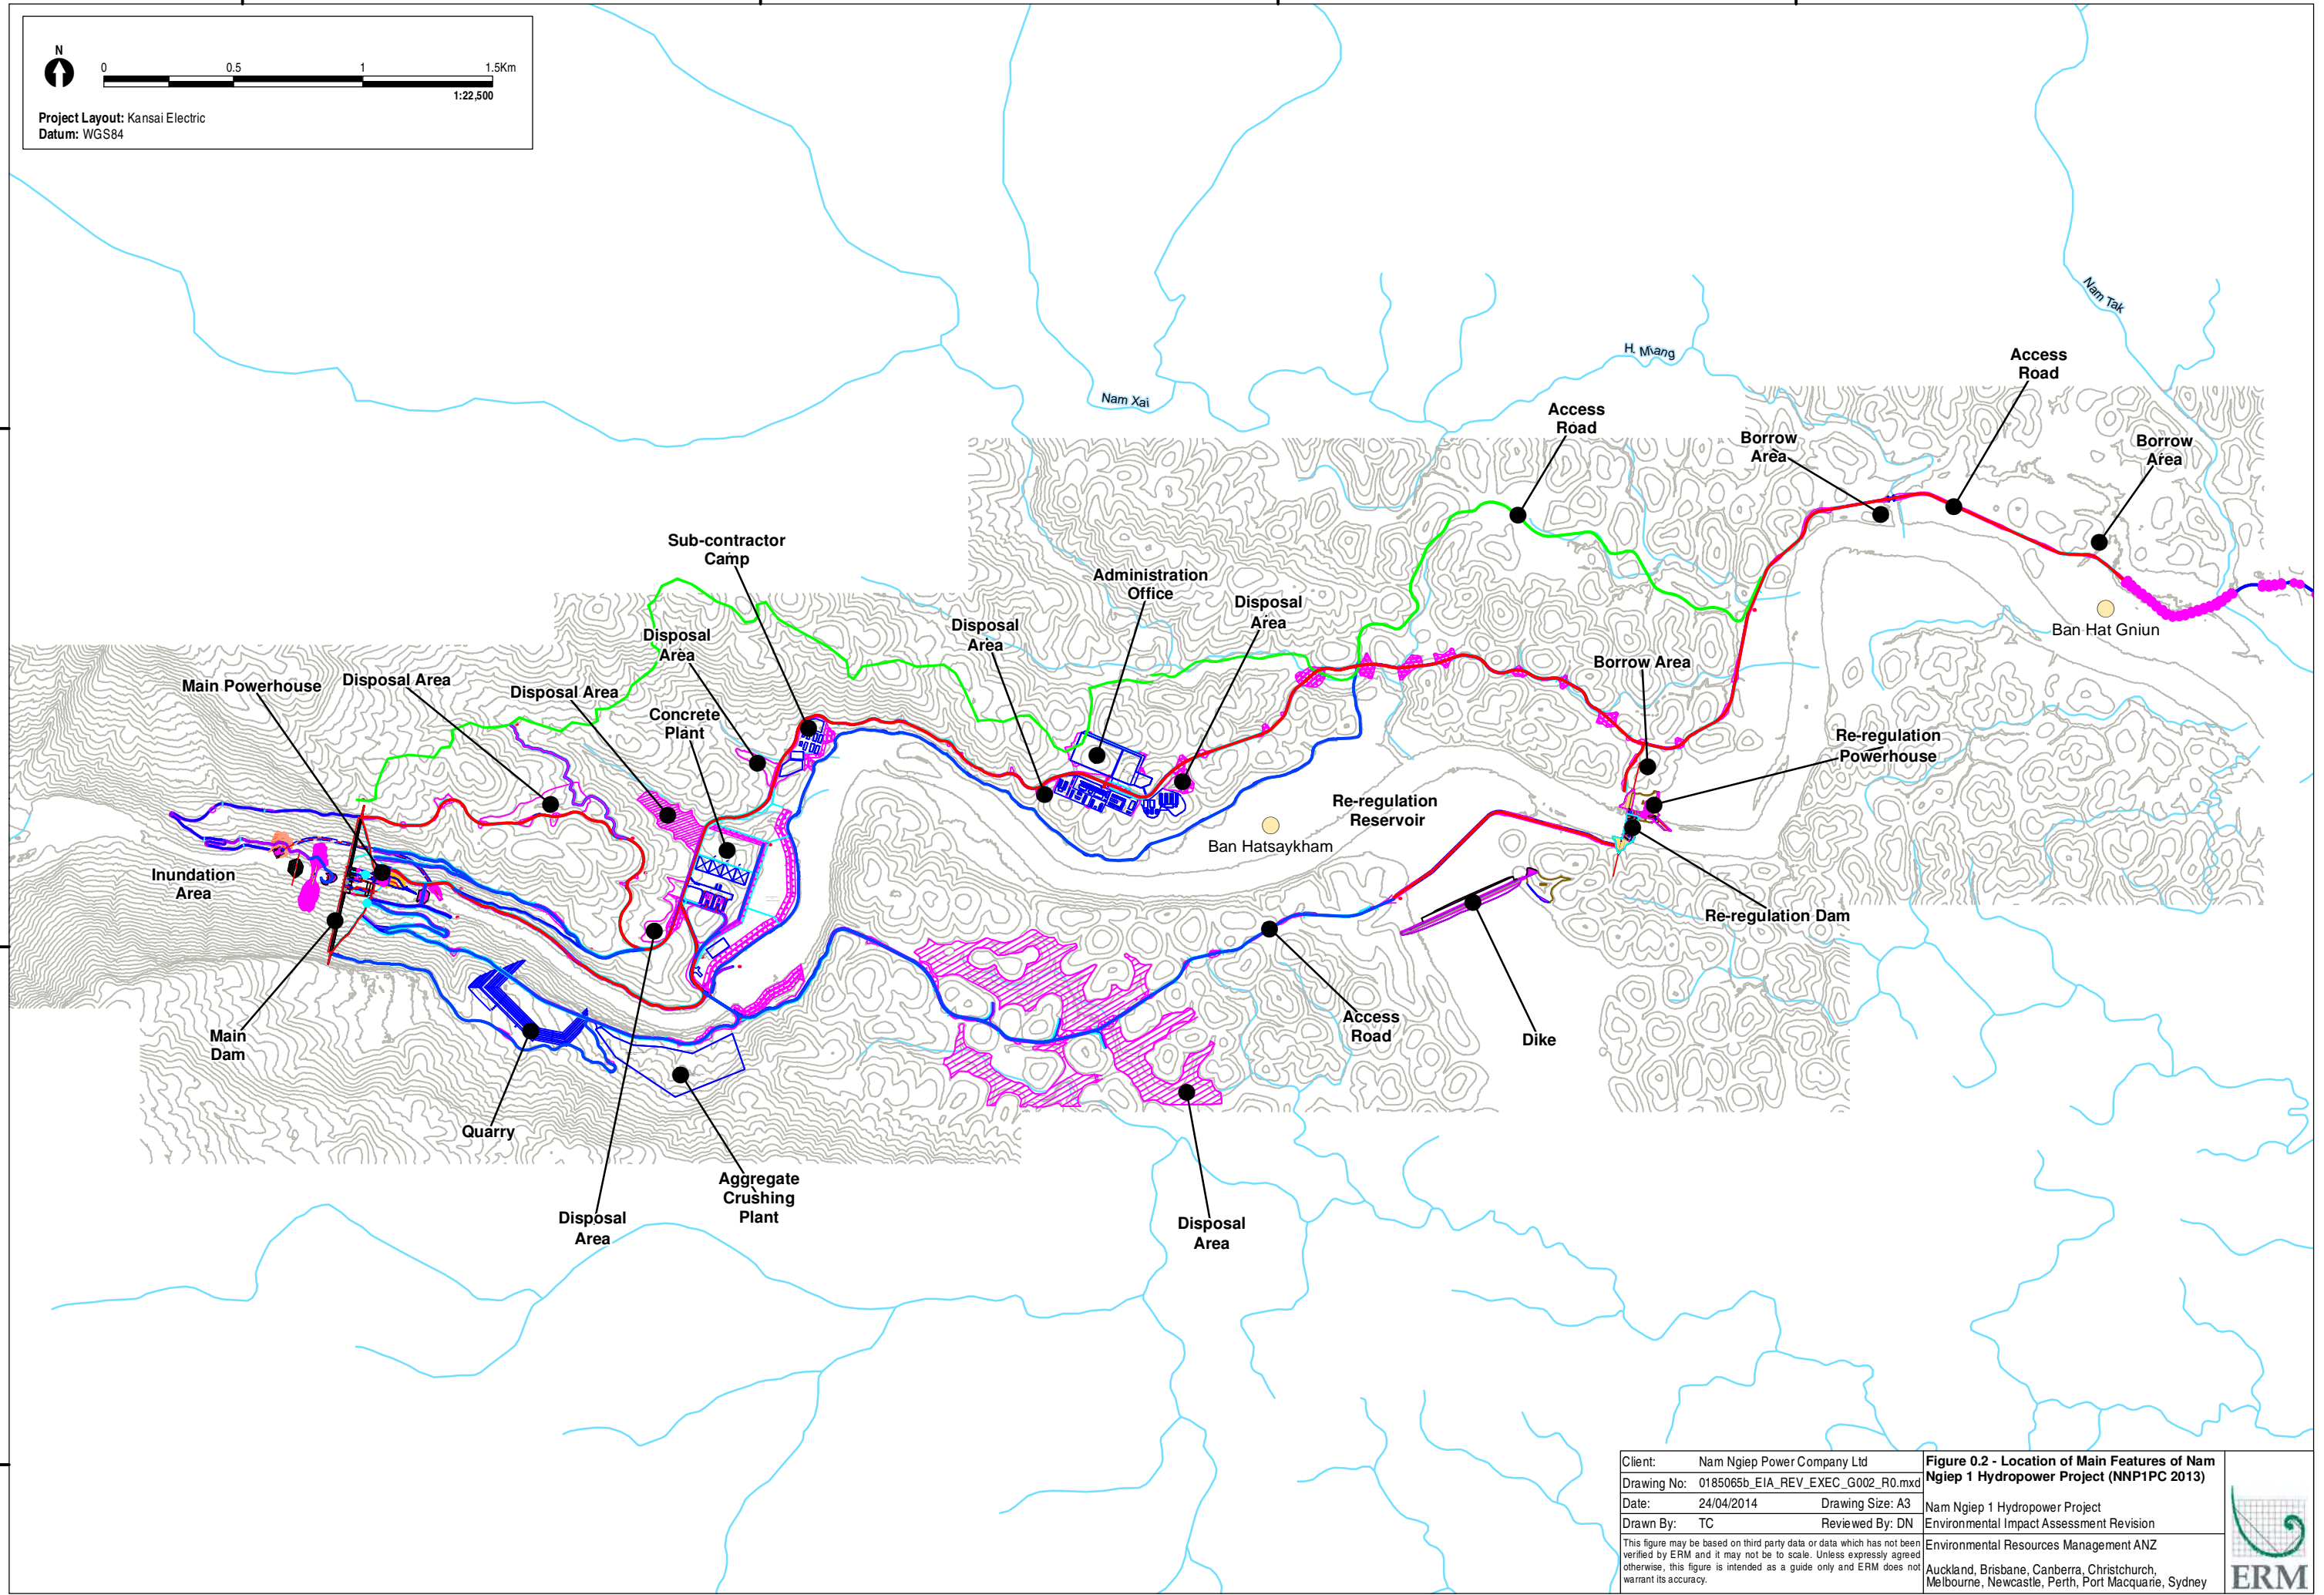 N
0 0.5 1 1.5Km
1:22,500
Project Layout: Kansai Electric
Datum: WGS84
Nam Tak
H. M\ang
Nam Xai
Access
Road
Access
Road
Borrow
Area
Borrow
Area
Sub-contractor
Camp
Administration
Office
Disposal
Area
Disposal
Area
Disposal
Area
Ban Hat Gniun
Borrow Area
Main Powerhouse
Disposal Area
Disposal Area
Concrete
Plant
Re-regulation
Powerhouse
Re-regulation
Reservoir
Ban Hatsaykham
Inundation
Area
Re-regulation Dam
Main
Dam
Access
Road
Dike
Quarry
Aggregate
Crushing
Plant
Disposal
Area
Disposal
Area
Client: Nam Ngiep Power Company Ltd
Drawing No: 0185065b_EIA_REV_EXEC_G002_R0.mxd
Date: 24/04/2014 Drawing Size: A3
Drawn By: TC Reviewed By: DN
This figure may be based on third party data or data which has not been
verified by ERM and it may not be to scale. Unless expressly agreed
otherwise, this figure is intended as a guide only and ERM does not
warrant its accuracy.
Figure 0.2 - Location of Main Features of Nam
Ngiep 1 Hydropower Project (NNP1PC 2013)
Nam Ngiep 1 Hydropower Project
Environmental Impact Assessment Revision
Environmental Resources Management ANZ
Auckland, Brisbane, Canberra, Christchurch,
Melbourne, Newcastle, Perth, Port Macquarie, Sydney
ERM